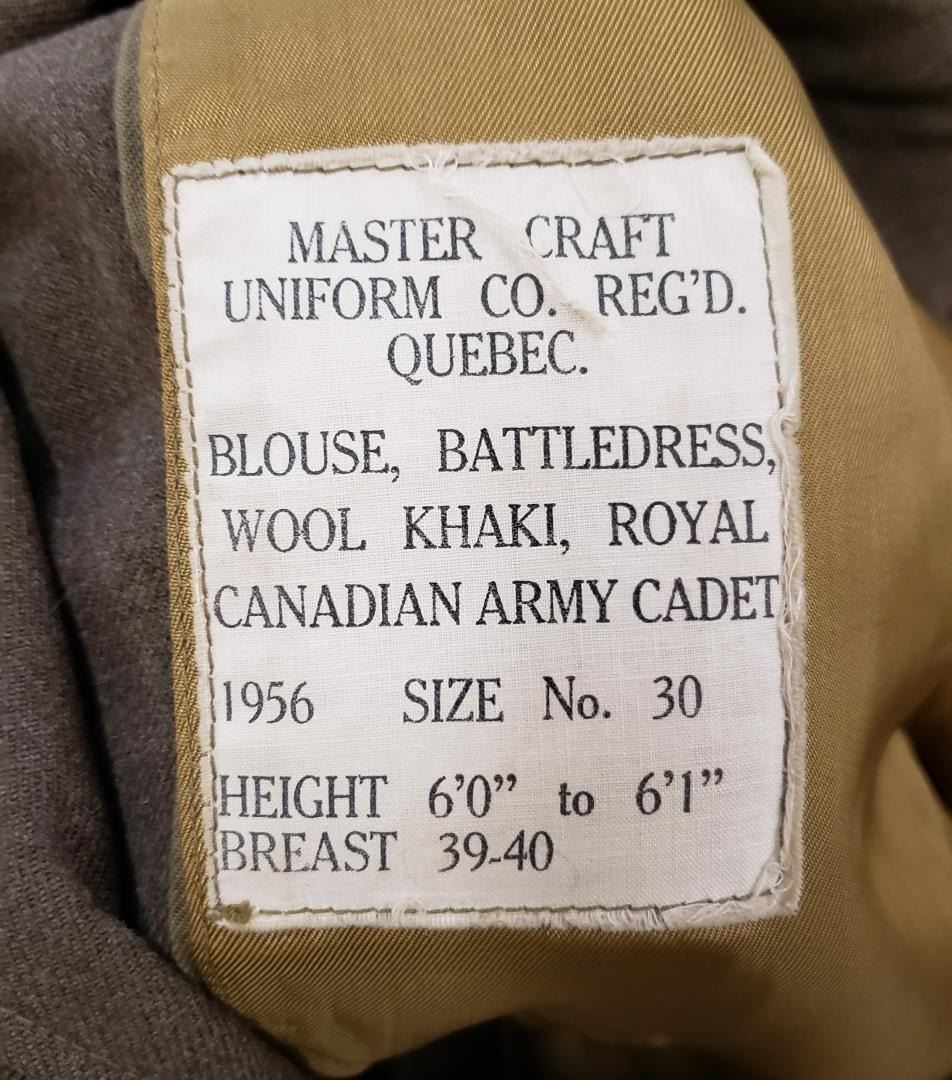 MASTER CRAFT
UNIFORM CO. REG'D.
QUEBEC.
BLOUSE, BATTLEDRESS,
WOOL KHAKI, ROYAL
CANADIAN ARMY CADET
1956 SIZE No. 30
HEIGHT 6'0” to 6'1”
BREAST 39-40